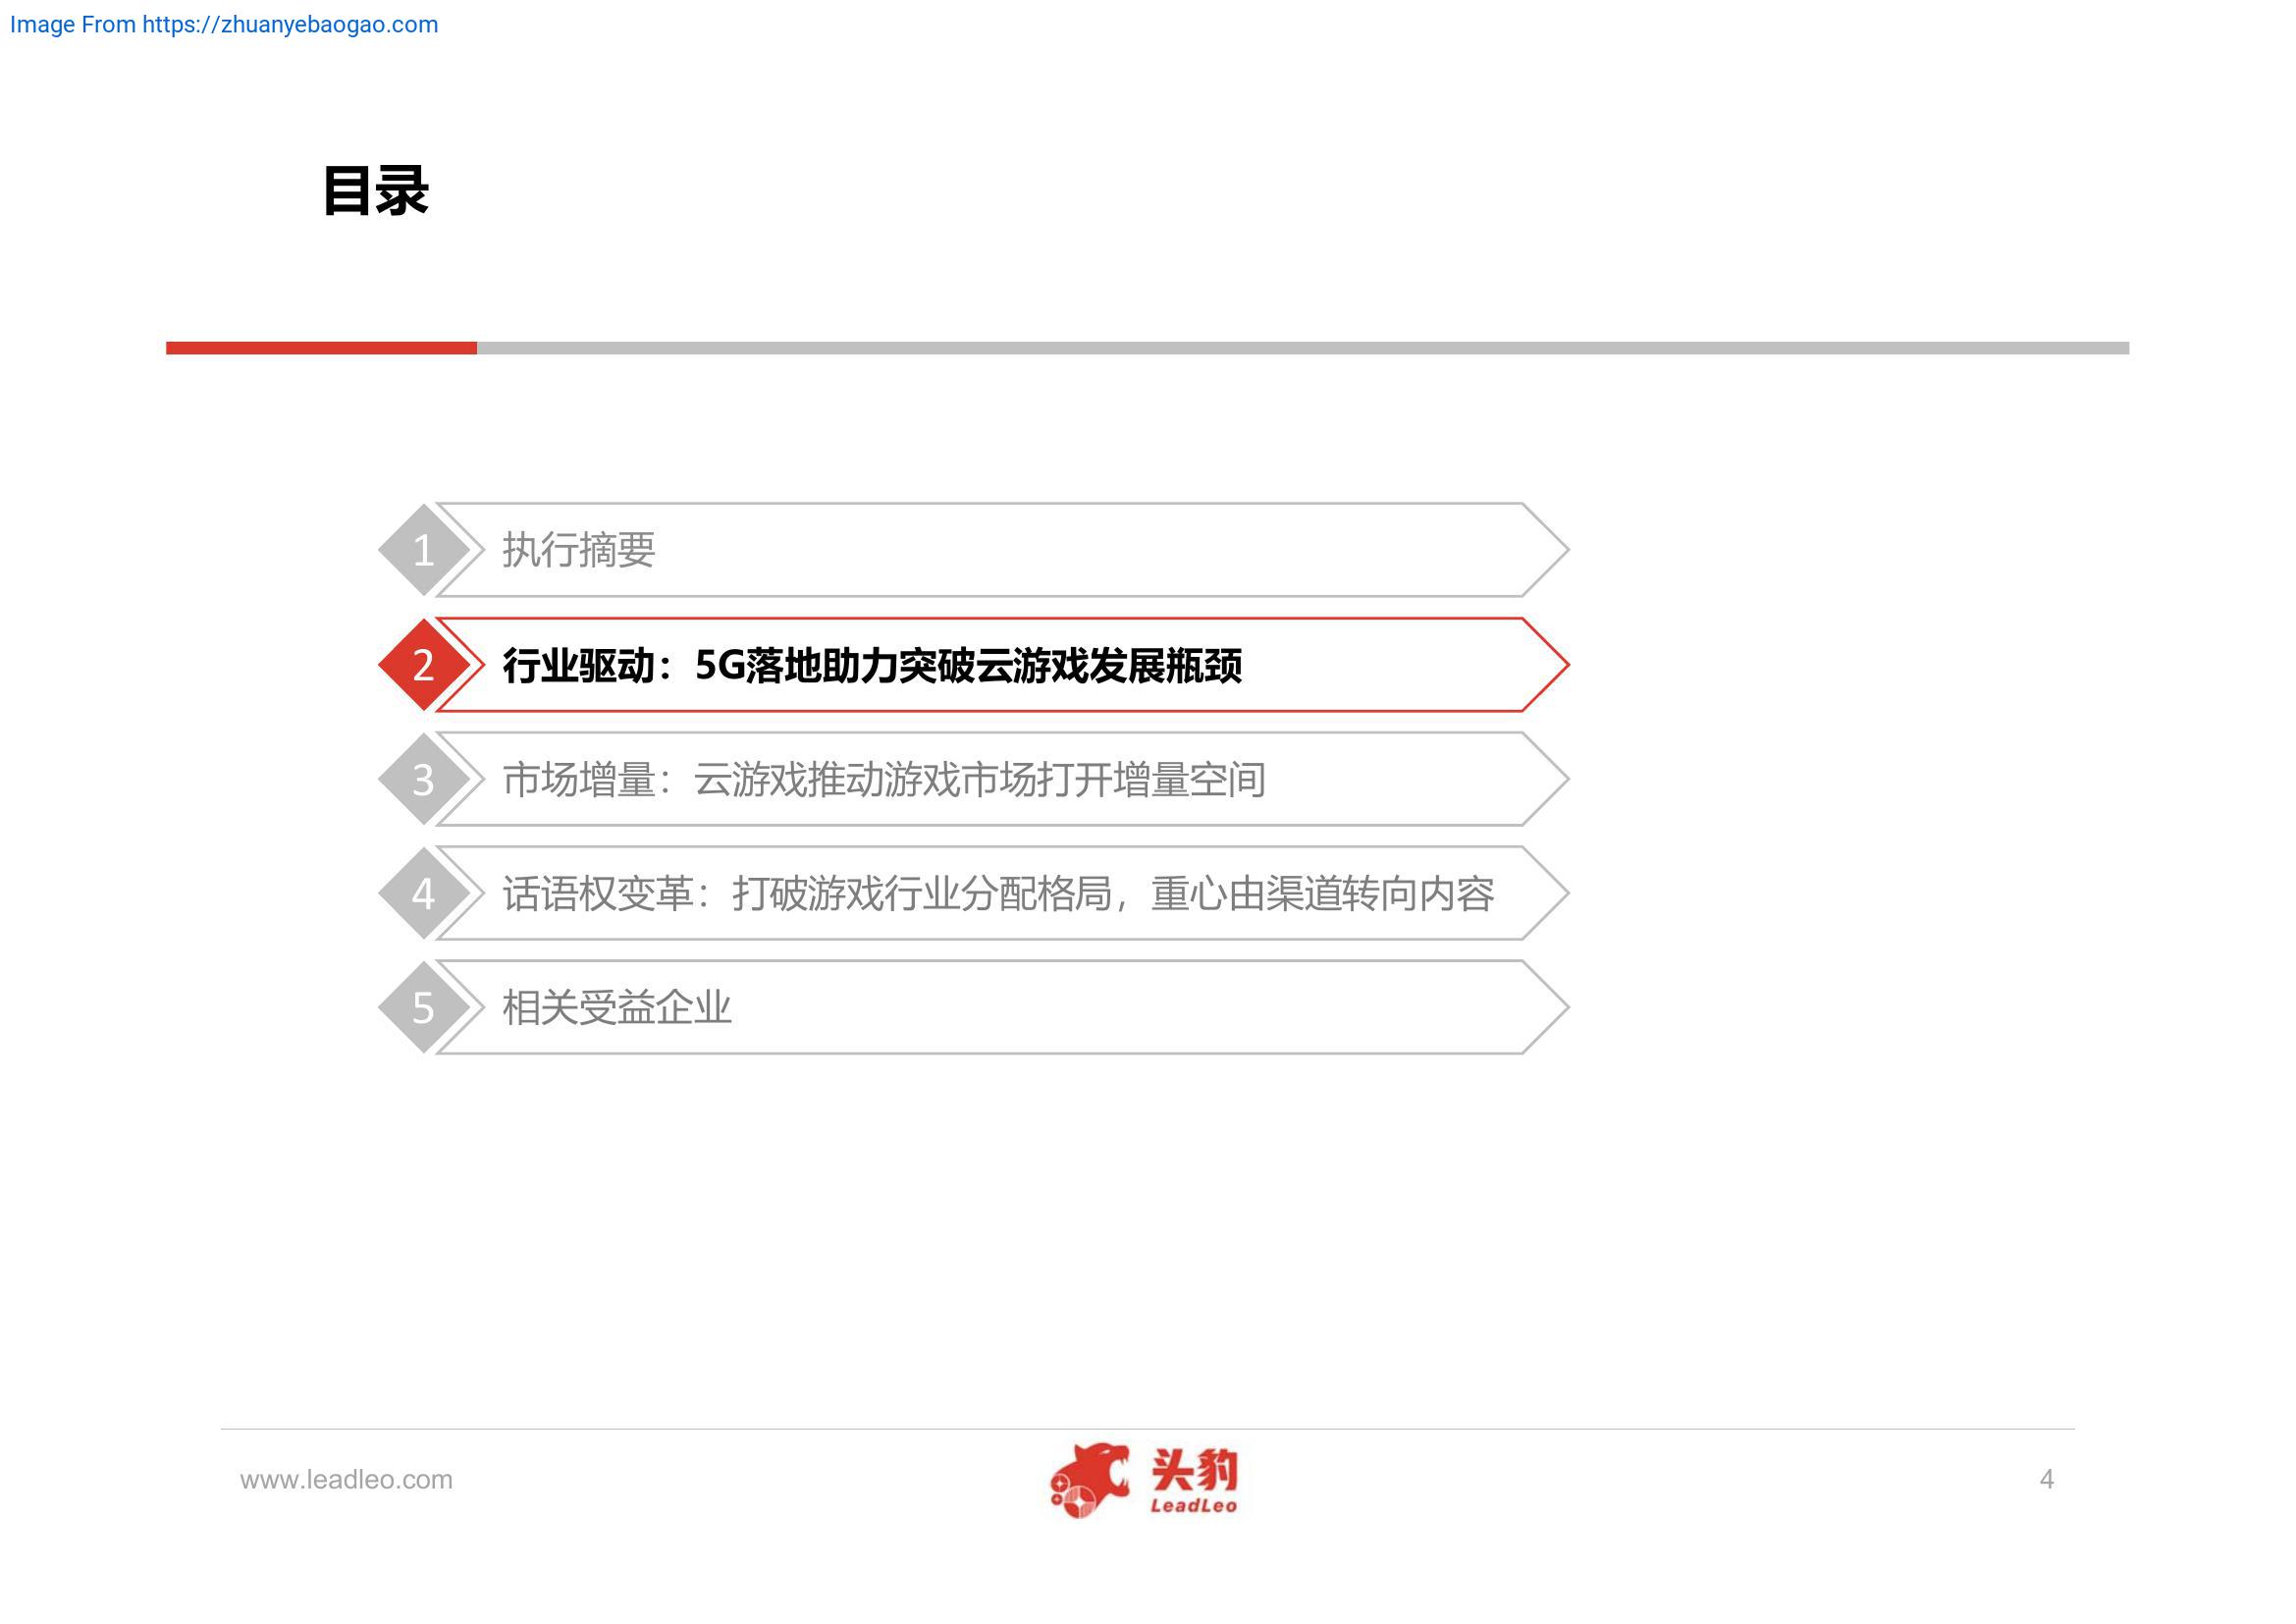 Image From https://zhuanyebaogao.com
目录
1 执行摘要
2 行业驱动：5G落地助力突破云游戏发展瓶颈
3 市场增量：云游戏推动游戏市场打开增量空间
4 话语权变革：打破游戏行业分配格局，重心由渠道转向内容
5 相关受益企业
www.leadleo.com
头豹
LeadLeo
4